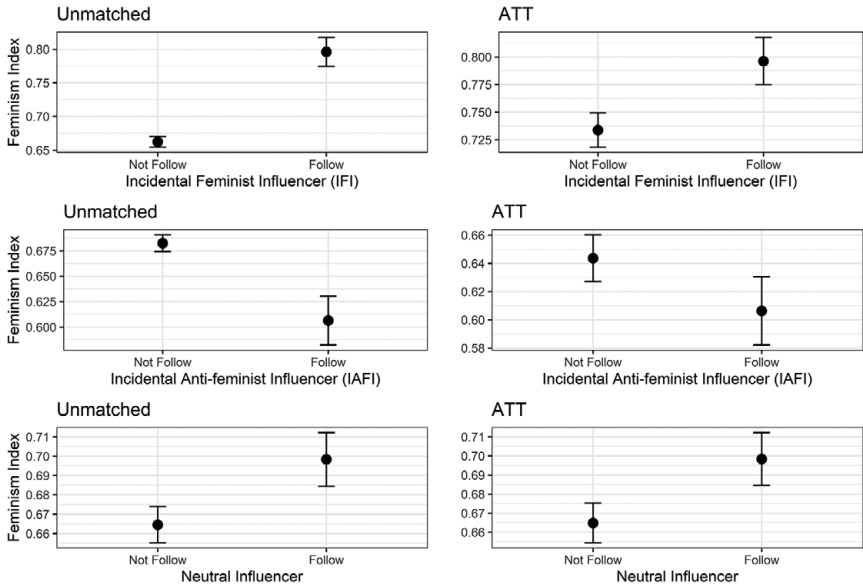 Unmatched
Feminism Index
0.80
0.75
0.70
0.65
Not Follow Follow
Incidental Feminist Influencer (IFI)
ATT
0.800
0.775
0.750
0.725
Not Follow Follow
Incidental Feminist Influencer (IFI)
Unmatched
Feminism Index
0.675
0.650
0.625
0.600
Not Follow Follow
Incidental Anti-feminist Influencer (IAFI)
ATT
0.66
0.64
0.62
0.60
0.58
Not Follow Follow
Incidental Anti-feminist Influencer (IAFI)
Unmatched
Feminism Index
0.71
0.70
0.69
0.68
0.67
0.66
Not Follow Follow
Neutral Influencer
ATT
0.71
0.70
0.69
0.68
0.67
0.66
Not Follow Follow
Neutral Influencer